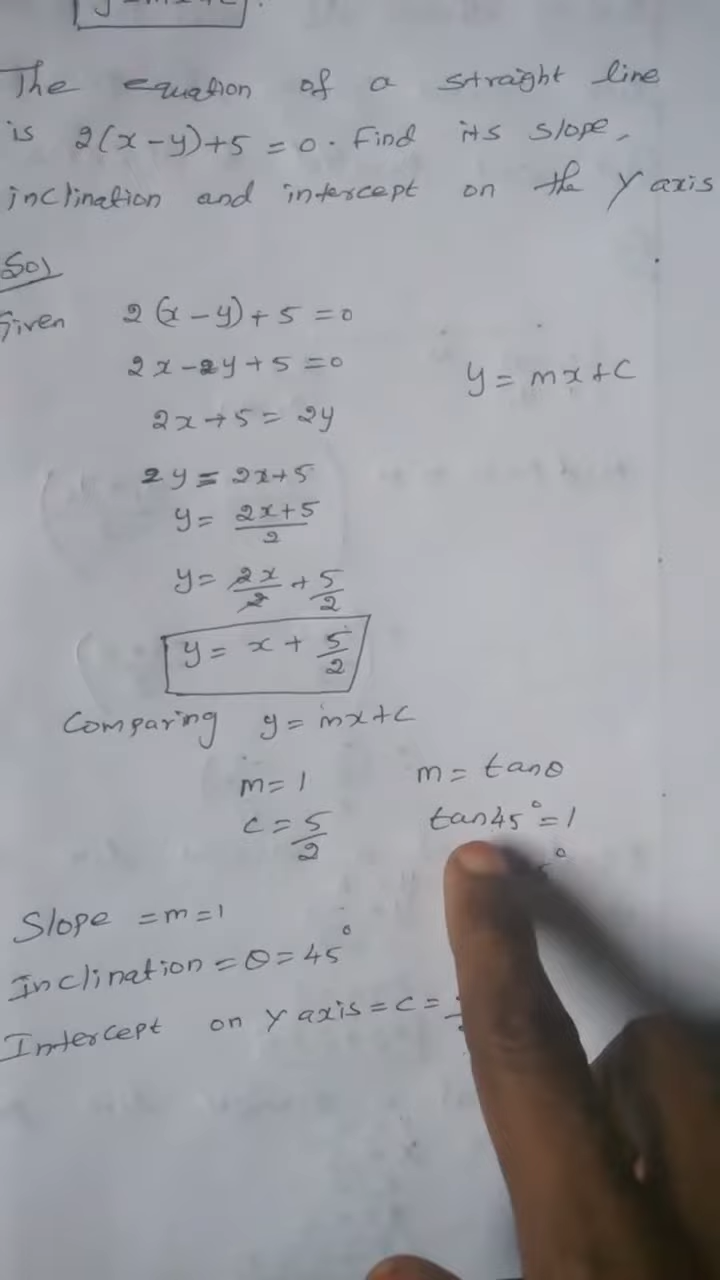 The equation of a straight line
is 2(x-y)+5=0. Find its slope,
inclination and intercept on the Y axis
Sol
Given 2(x-y)+5=0
2x-2y+5=0
y=mx+c
2x+5=2y
2y=2x+5
y=2x+5/2
y=2x/2+5/2
y=x+5/2
Comparing y=mx+c
m=1 m=tanθ
c=5/2 tan45°=1
Slope =m=1
Inclination=θ=45°
Intercept on Y axis=c=